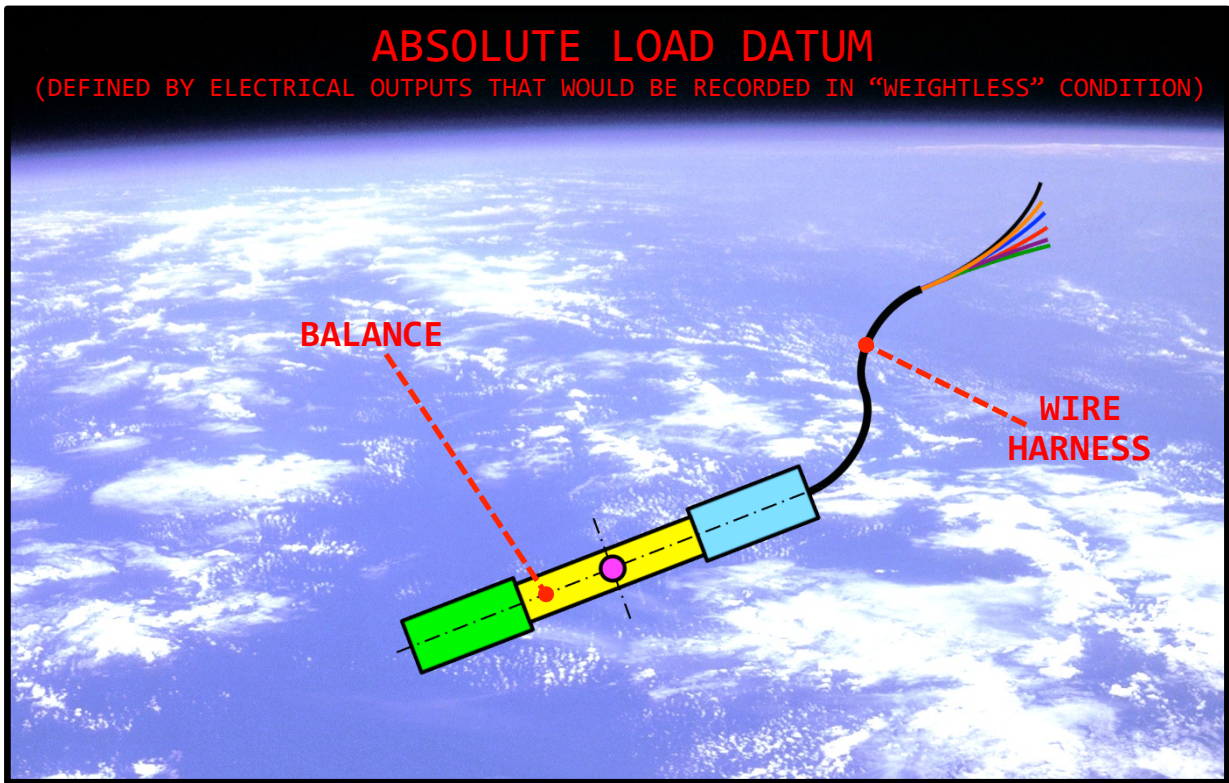 ABSOLUTE LOAD DATUM
(DEFINED BY ELECTRICAL OUTPUTS THAT WOULD BE RECORDED IN “WEIGHTLESS” CONDITION)
BALANCE
WIRE
HARNESS